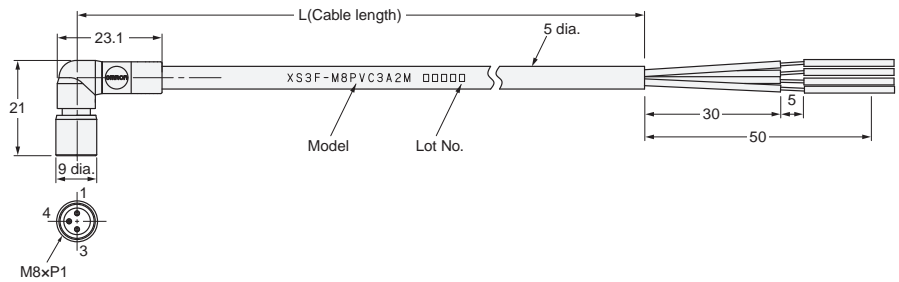 L(Cable length)
23.1
5 dia.
OMRON
XS3F-M8PVC3A2M □□□□□
21
30
5
50
Model
Lot No.
9 dia.
1
4
3
M8×P1